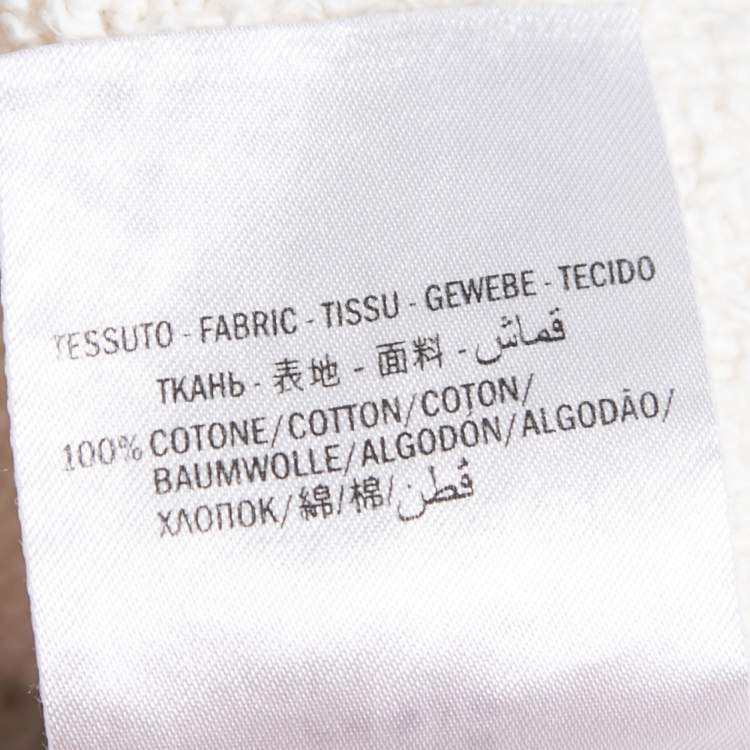 TESSUTO - FABRIC - TISSU - GEWEBE - TECIDO
ТКАНЬ - 表地 - 面料 - قماش
100% COTONE/COTTON/COTON/
BAUMWOLLE/ALGODÓN/ALGODÃO/
ХЛОПОК/綿/棉/قطن